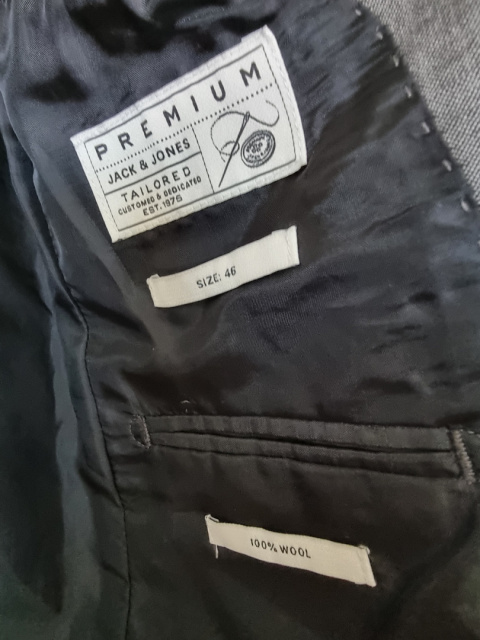 PREMIUM
JACK & JONES
TAILORED
CUSTOMED & DEDICATED
EST. 1975
SIZE: 46
100% WOOL